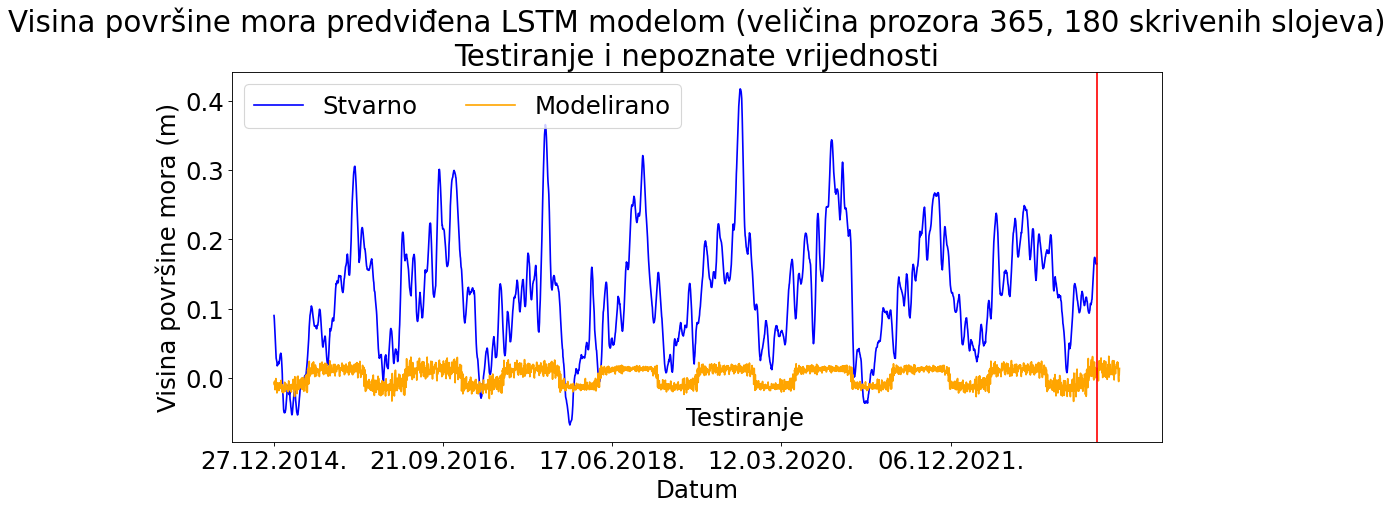 Visina površine mora predviđena LSTM modelom (veličina prozora 365, 180 skrivenih slojeva)
Testiranje i nepoznate vrijednosti
Stvarno
Modelirano
Visina površine mora (m)
0.4
0.3
0.2
0.1
0.0
Testiranje
27.12.2014.
21.09.2016.
17.06.2018.
12.03.2020.
06.12.2021.
Datum